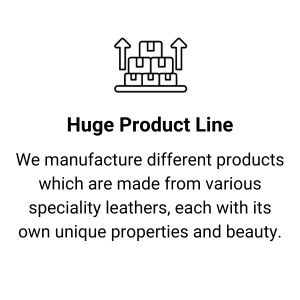 Huge Product Line
We manufacture different products
which are made from various
speciality leathers, each with its
own unique properties and beauty.